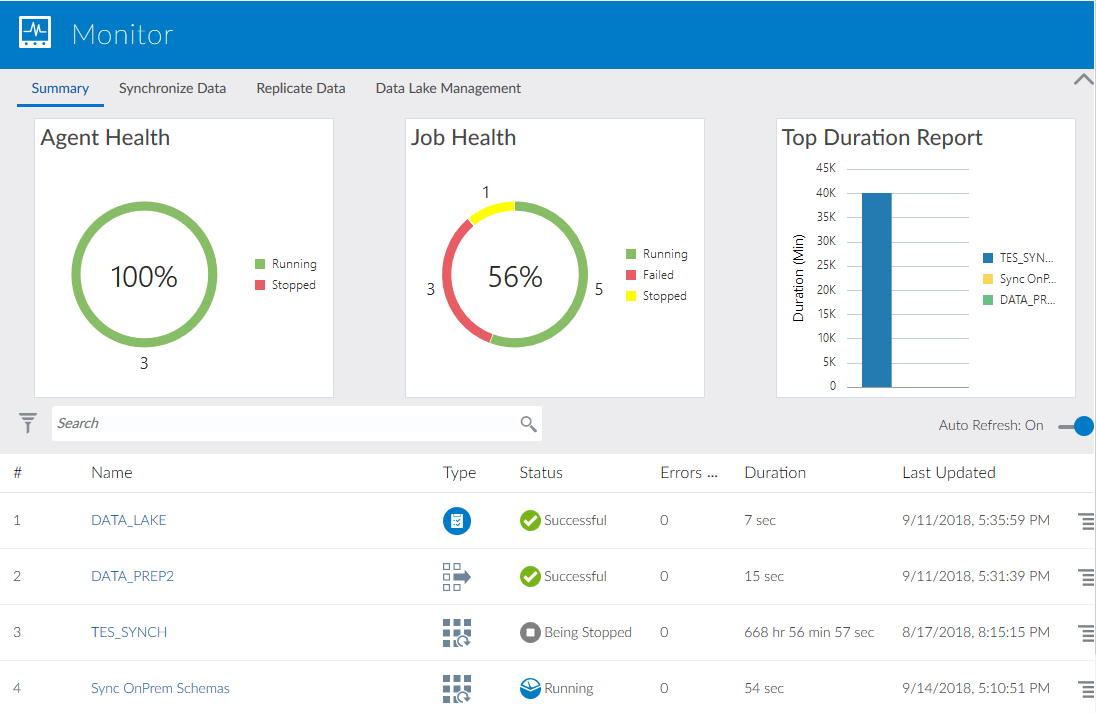 Monitor
Summary Synchronize Data Replicate Data Data Lake Management
Agent Health
100%
3
Running
Stopped
Job Health
1
3
56%
5
Running
Failed
Stopped
Top Duration Report
Duration (Min)
45K
40K
35K
30K
25K
20K
15K
10K
5K
0
TES_SYN...
Sync OnP...
DATA_PR...
Search
Auto Refresh: On
# Name Type Status Errors ... Duration Last Updated
1 DATA_LAKE Successful 0 7 sec 9/11/2018, 5:35:59 PM
2 DATA_PREP2 Successful 0 15 sec 9/11/2018, 5:31:39 PM
3 TES_SYNCH Being Stopped 0 668 hr 56 min 57 sec 8/17/2018, 8:15:15 PM
4 Sync OnPrem Schemas Running 0 54 sec 9/14/2018, 5:10:51 PM